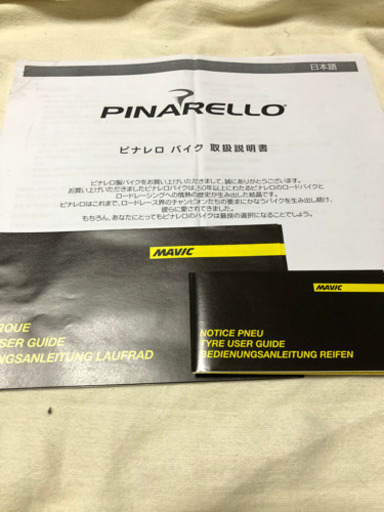 日本語
PINARELLO
ピナレロ バイク 取扱説明書
ピナレロ製バイクをお買い上げいただきまして、誠にありがとうございます。
お買い上げいただきましたピナレロのバイクは、50年以上にわたるピナレロのロードバイクと
ロードレーシングへの情熱の歴史が生み出した結晶です。
ピナレロはこれまで、ロードレース界のチャンピオンたちの要求にかなうバイクを生み出し続け、
彼らに愛されてきました。
もちろん、あなたにとってもピナレロのバイクは最良の選択になることでしょう。
MAVIC
ROUE
USER GUIDE
NGSANLEITUNG LAUFRAD
MAVIC
NOTICE PNEU
TYRE USER GUIDE
BEDIENUNGSANLEITUNG REIFEN